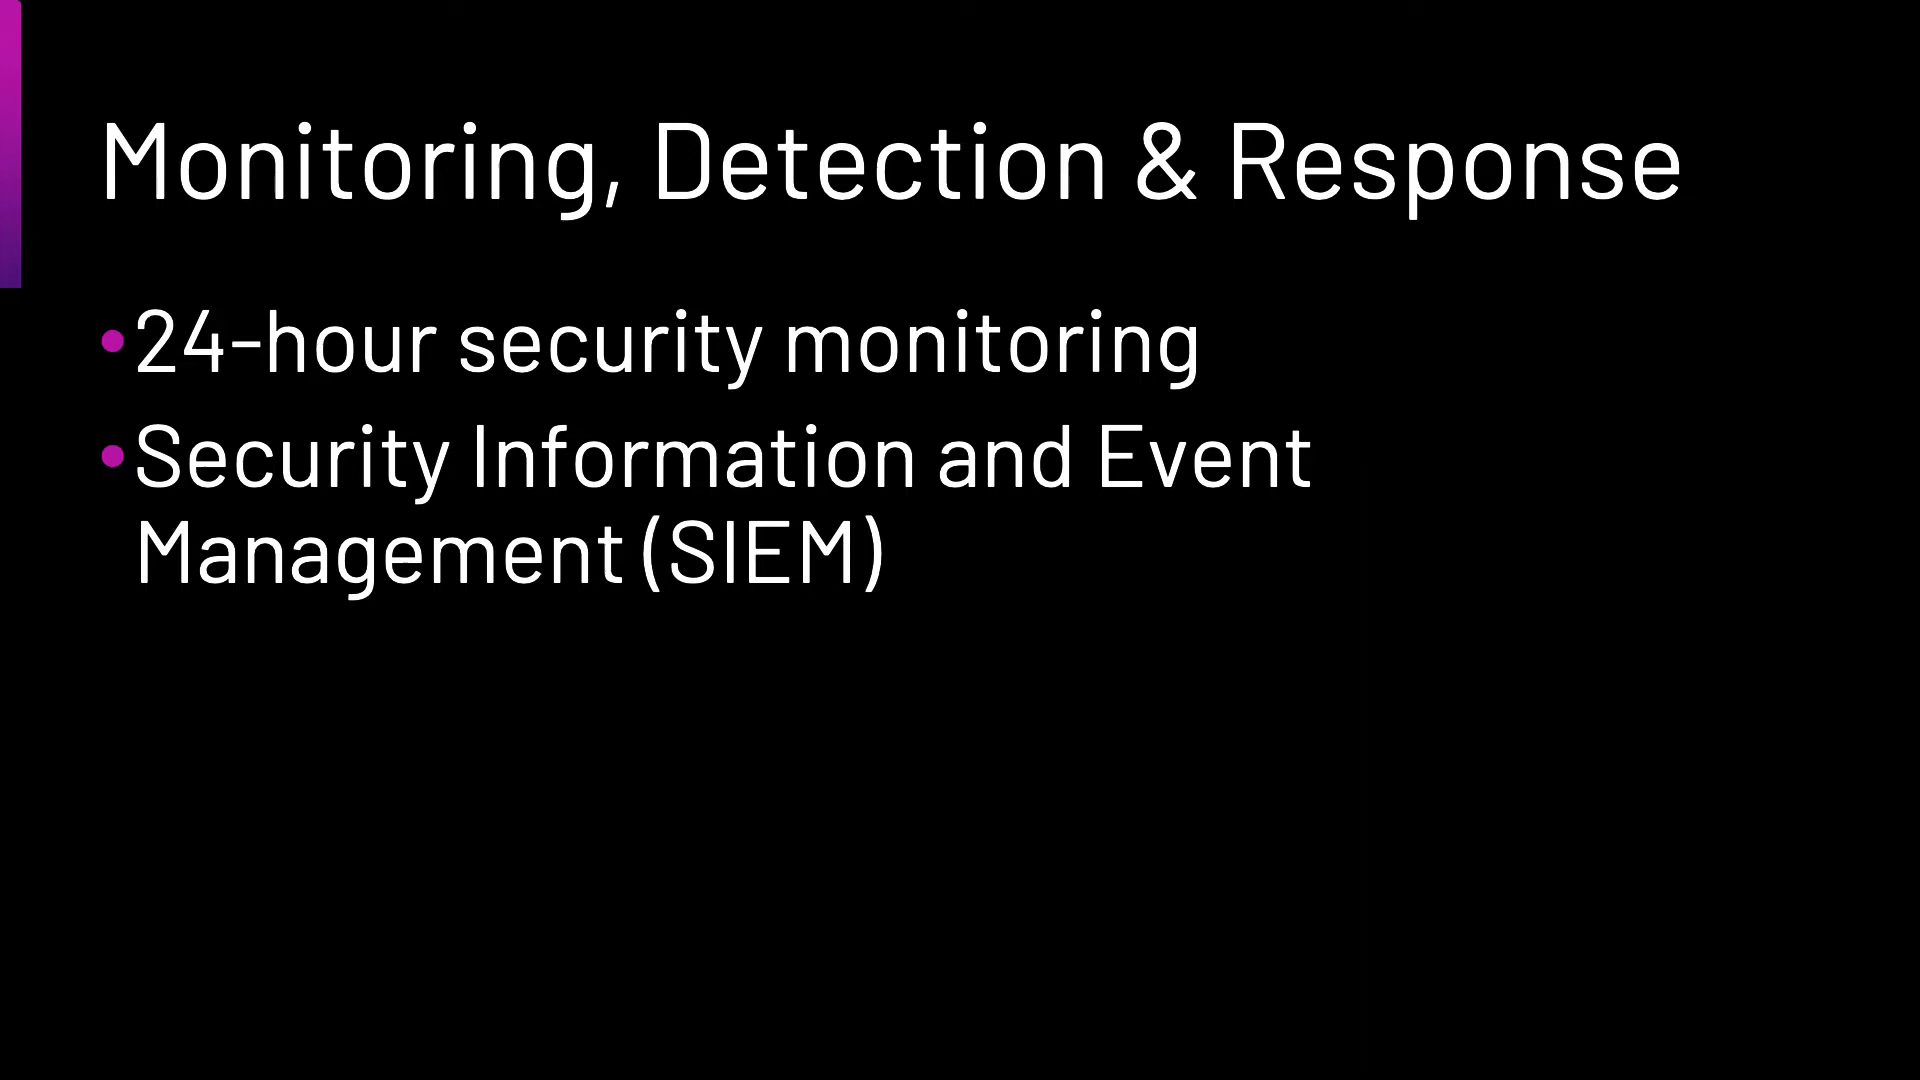 Monitoring, Detection & Response
•24-hour security monitoring
•Security Information and Event
Management (SIEM)